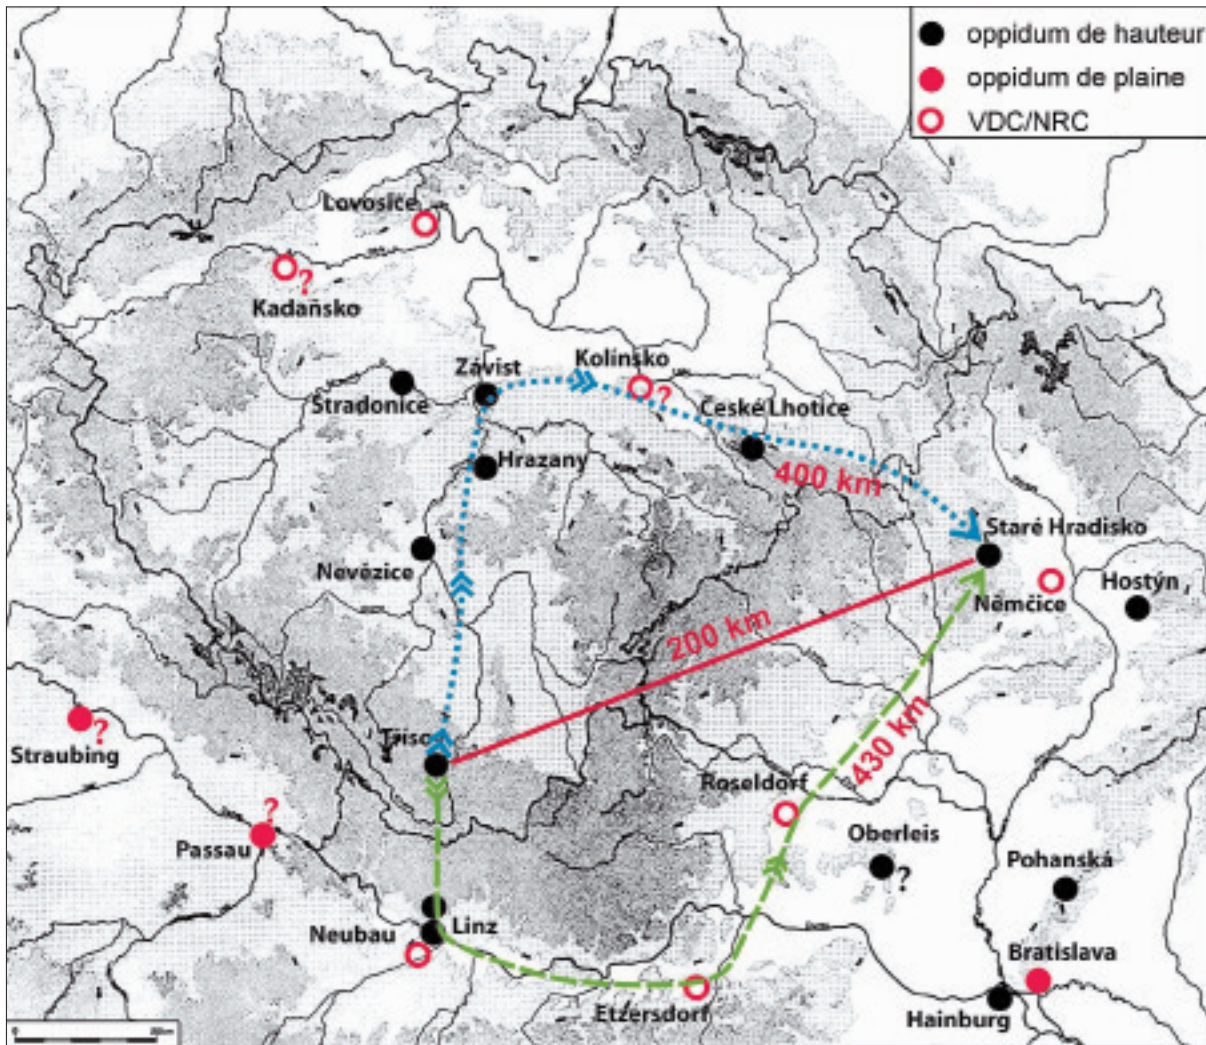 oppidum de hauteur
oppidum de plaine
VDC/NRC
Lovosice
?
Kadaňsko
Závist
Kolínsko
?
Stradonice
České Lhotice
Hrazany
400 km
Staré Hradisko
Nevězice
Němčice
Hostýn
200 km
Straubing
?
Roseldorf
430 km
?
Passau
Oberleis
?
Pohanská
Linz
Neubau
Bratislava
Etzersdorf
Hainburg
0